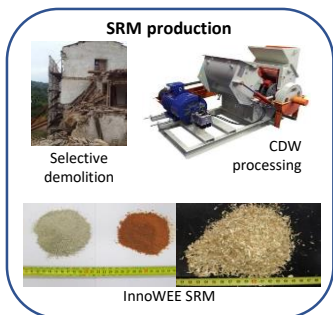 SRM production
Selective
demolition
CDW
processing
InnoWEE SRM